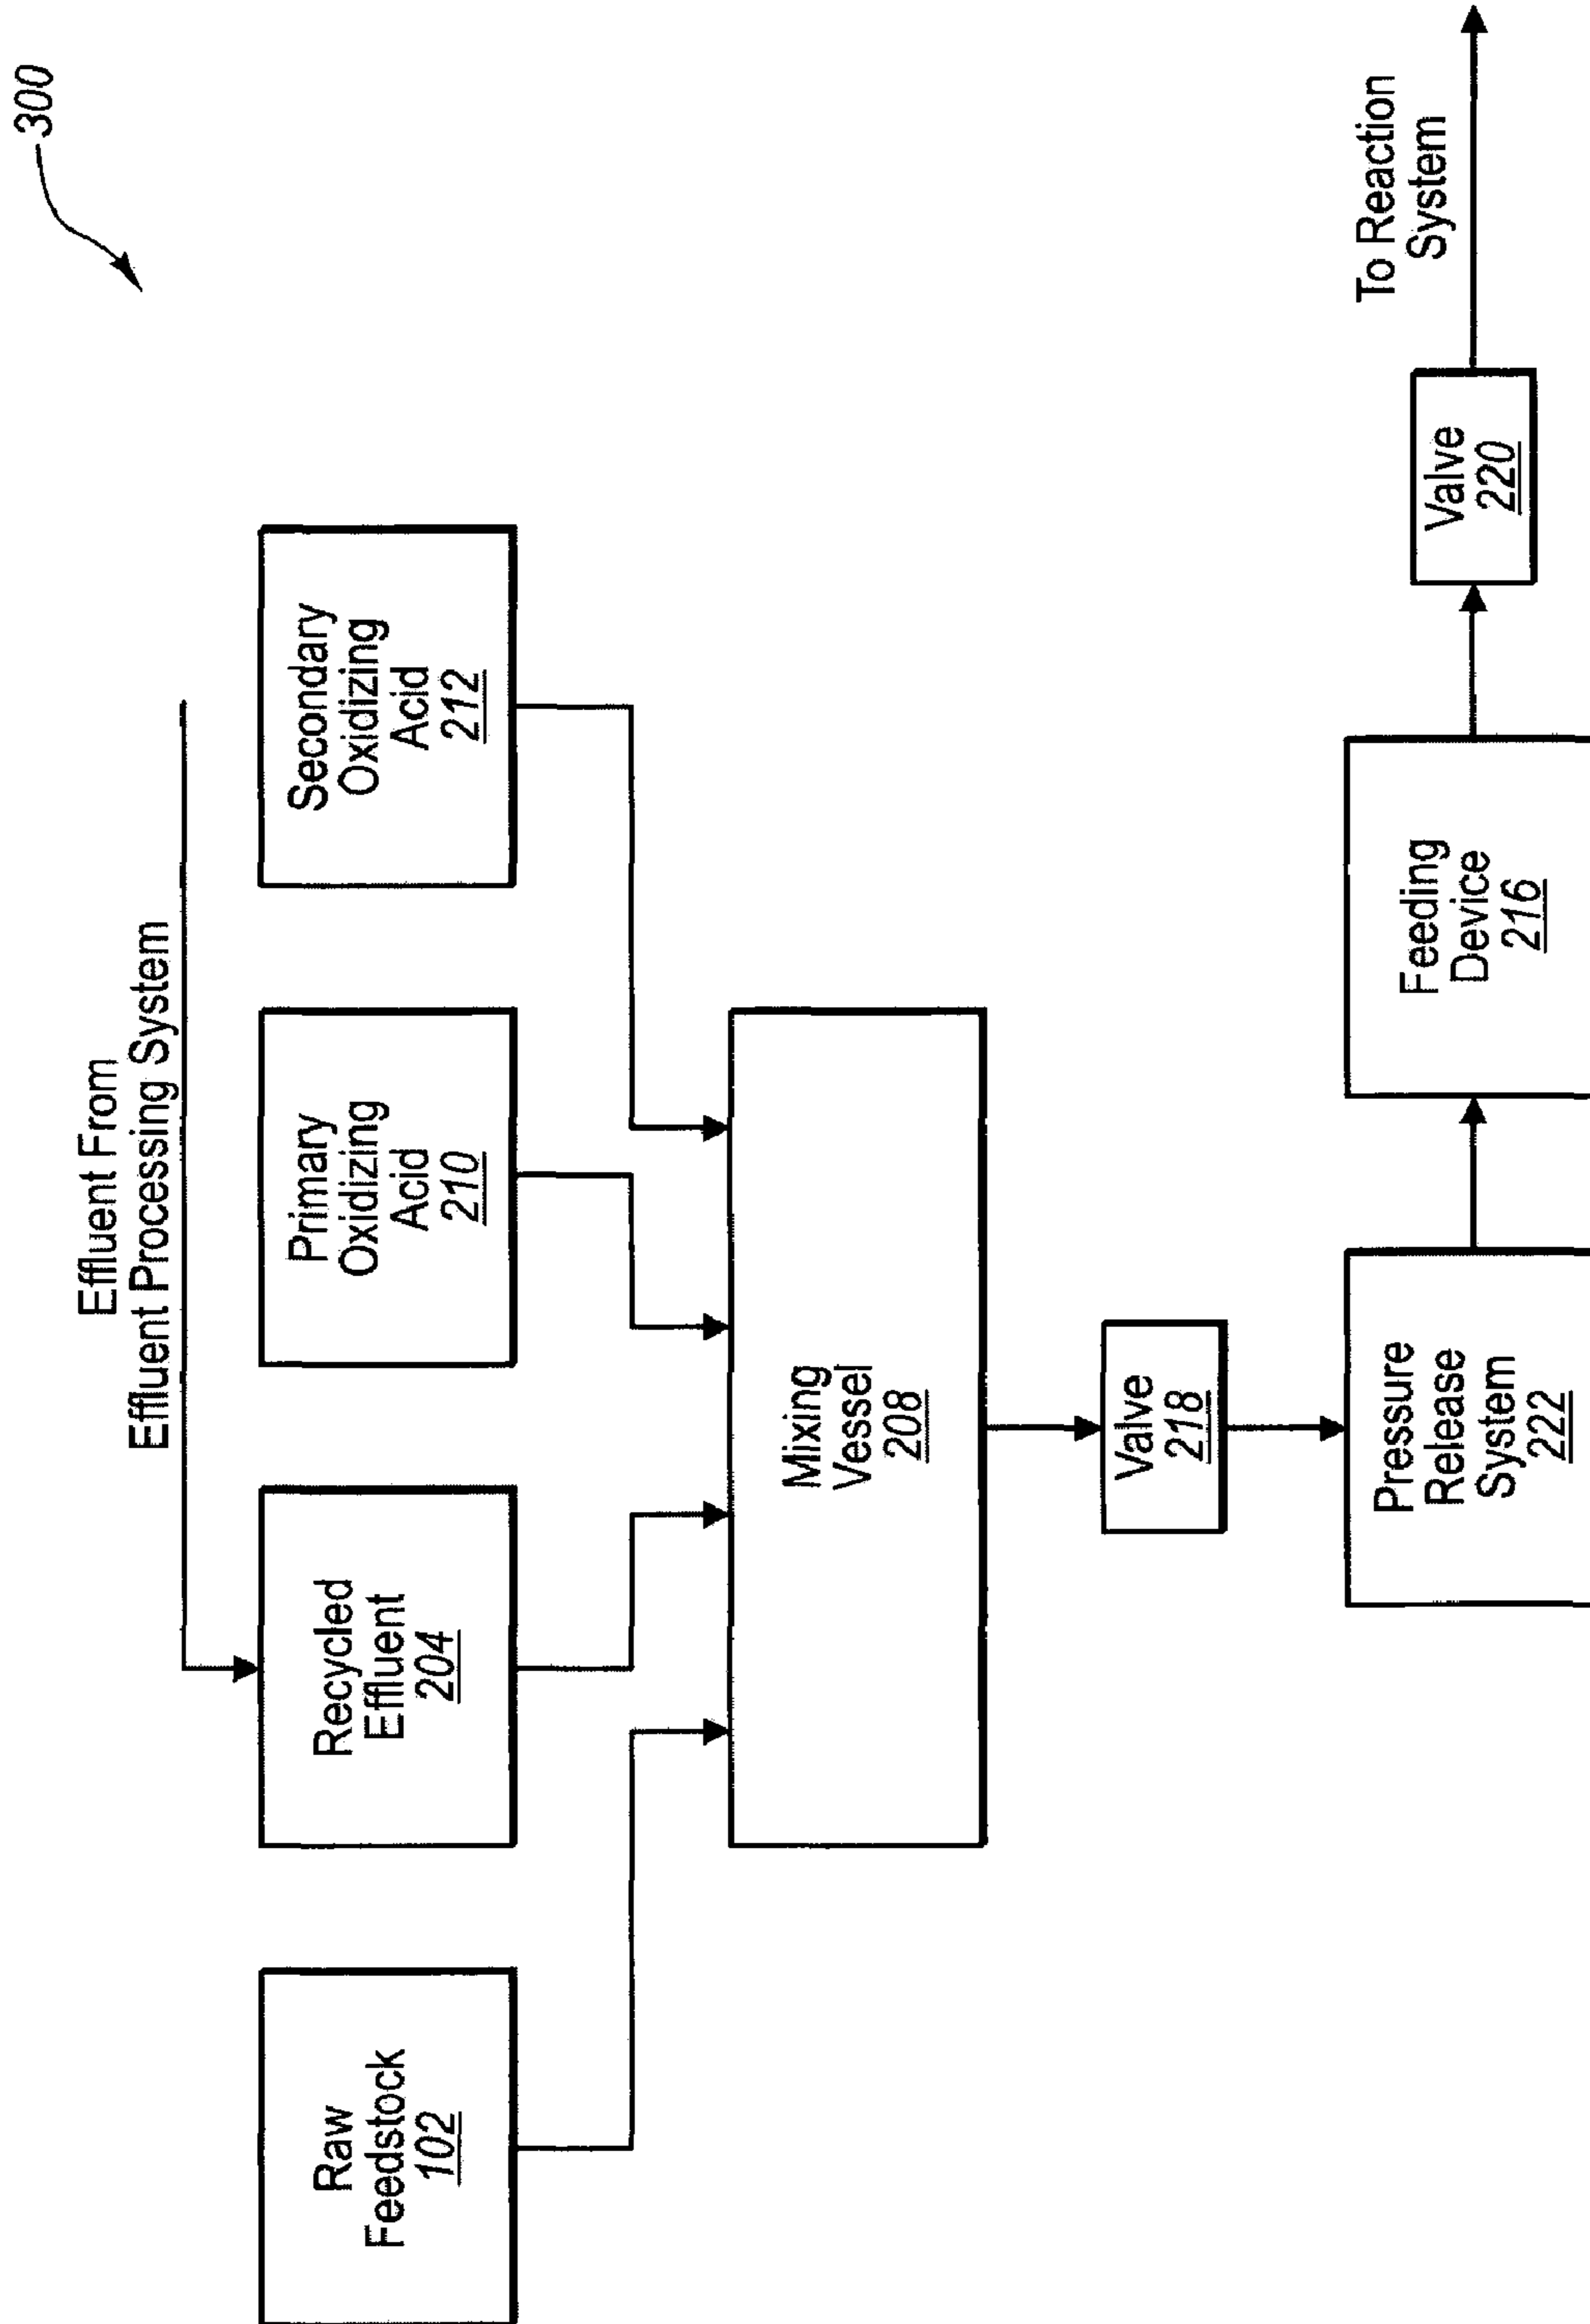 300
Effluent From
Effluent Processing System
Raw
Feedstock
102
Recycled
Effluent
204
Primary
Oxidizing
Acid
210
Secondary
Oxidizing
Acid
212
Mixing
Vessel
208
Valve
218
Pressure
Release
System
222
Feeding
Device
216
Valve
220
To Reaction
System